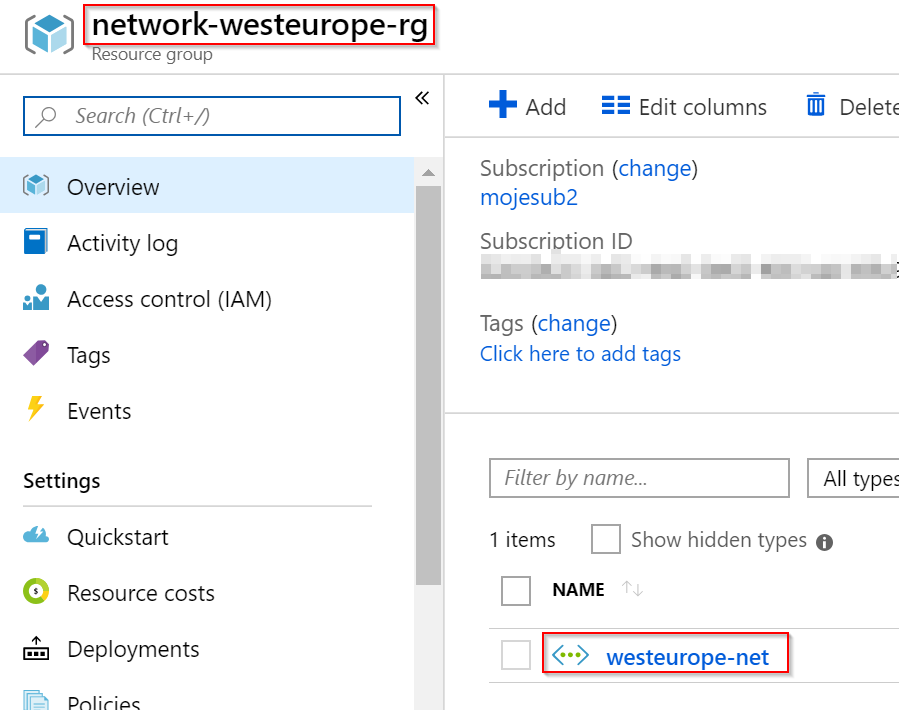 network-westeurope-rg
Resource group
Search (Ctrl+/)
«
Overview
Activity log
Access control (IAM)
Tags
Events
Settings
Quickstart
Resource costs
Deployments
Policies
Add
Edit columns
Delete
Subscription (change)
mojesub2
Subscription ID
Tags (change)
Click here to add tags
Filter by name...
All types
1 items
Show hidden types
NAME
westeurope-net